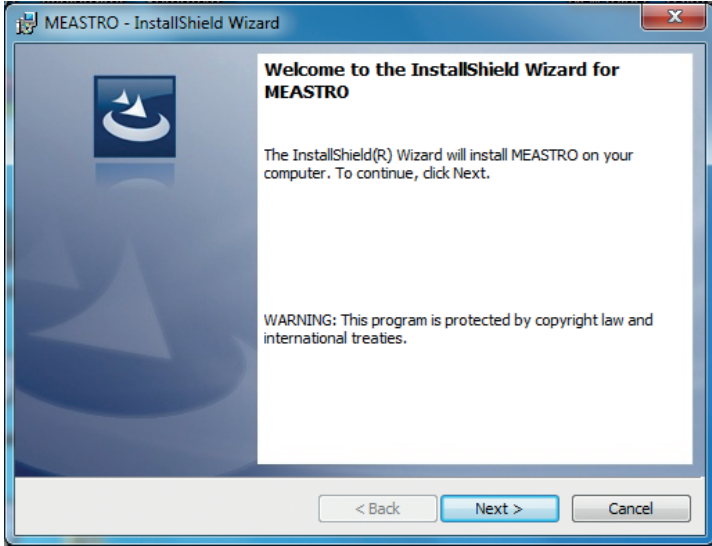 MEASTRO - InstallShield Wizard
Welcome to the InstallShield Wizard for
MEASTRO
The InstallShield(R) Wizard will install MEASTRO on your
computer. To continue, click Next.
WARNING: This program is protected by copyright law and
international treaties.
< Back
Next >
Cancel